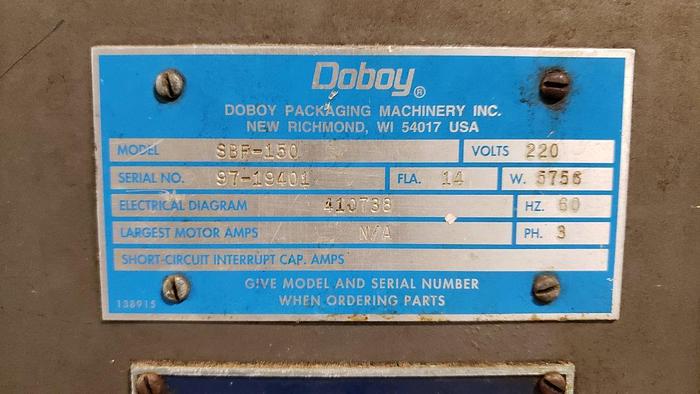 Doboy®
DOBOY PACKAGING MACHINERY INC.
NEW RICHMOND, WI 54017 USA
MODEL SBF-150 VOLTS 220
SERIAL NO. 97-19401 FLA. 14 W. 5756
ELECTRICAL DIAGRAM 410738 HZ. 60
LARGEST MOTOR AMPS N/A PH. 3
SHORT-CIRCUIT INTERRUPT CAP. AMPS
GIVE MODEL AND SERIAL NUMBER
WHEN ORDERING PARTS
138915